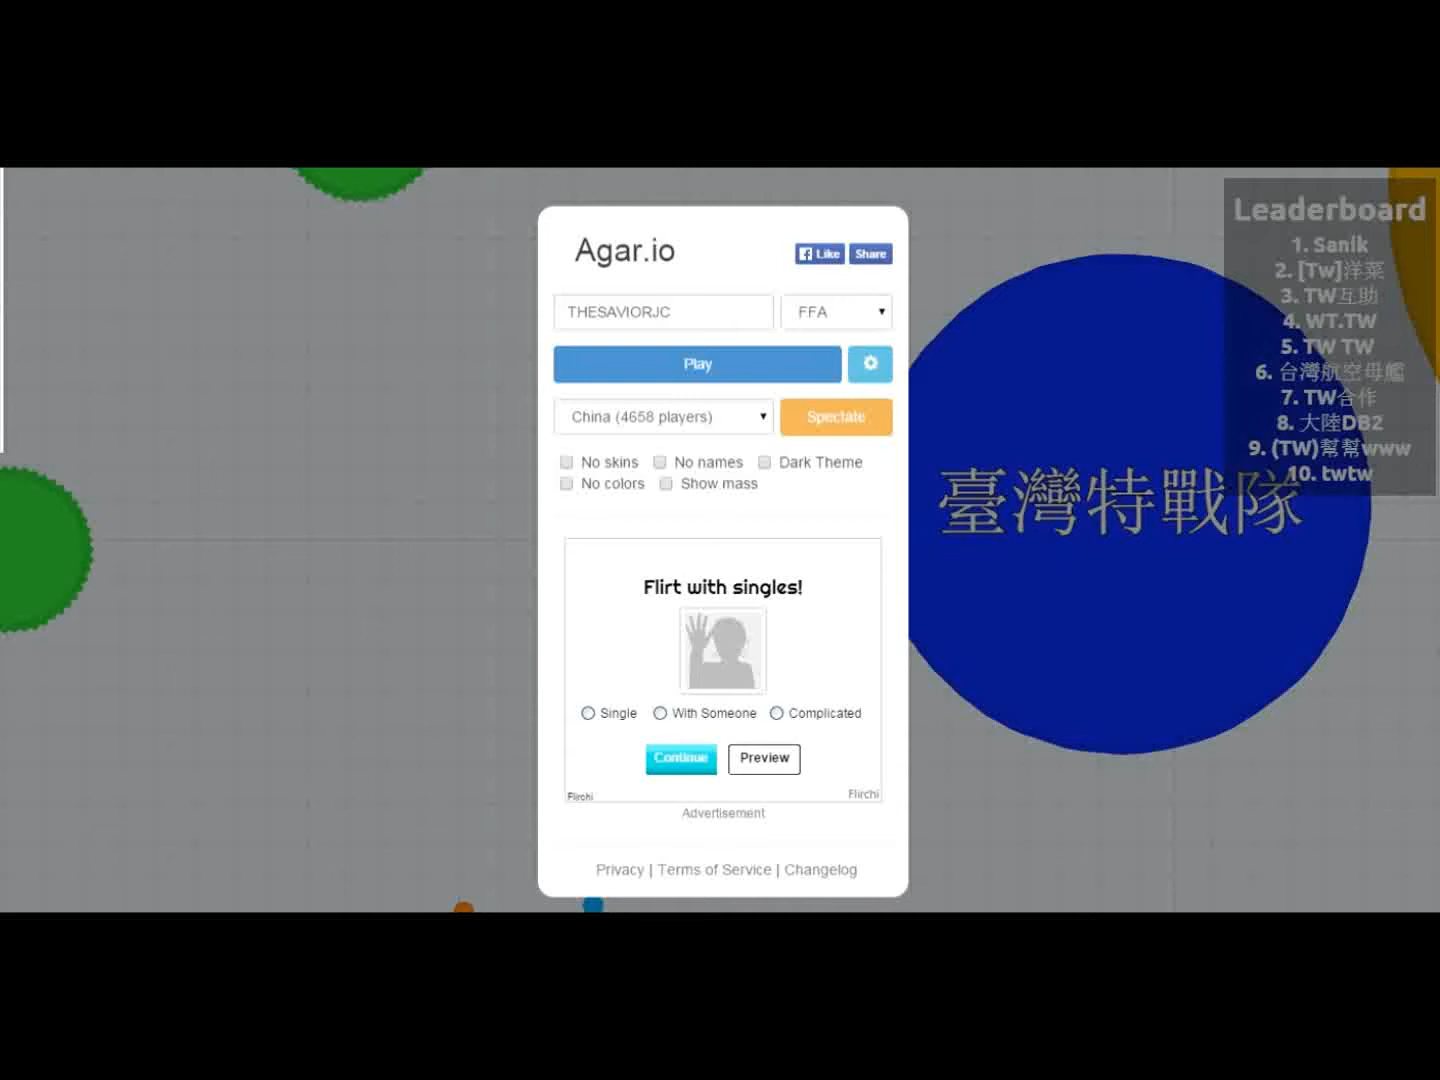 Agar.io
Like Share
THESAVIORJC FFA
Play
China (4658 players) Spectate
No skins No names Dark Theme
No colors Show mass
Flirt with singles!
Single With Someone Complicated
Continue Preview
Flirchi Flirchi
Advertisement
Privacy | Terms of Service | Changelog
Leaderboard
1. Sanik
2. [Tw]洋菜
3. TW互助
4. WT.TW
5. TW TW
6. 台灣航空母艦
7. TW合作
8. 大陸DB2
9. (TW)幫幫www
10. twtw
臺灣特戰隊